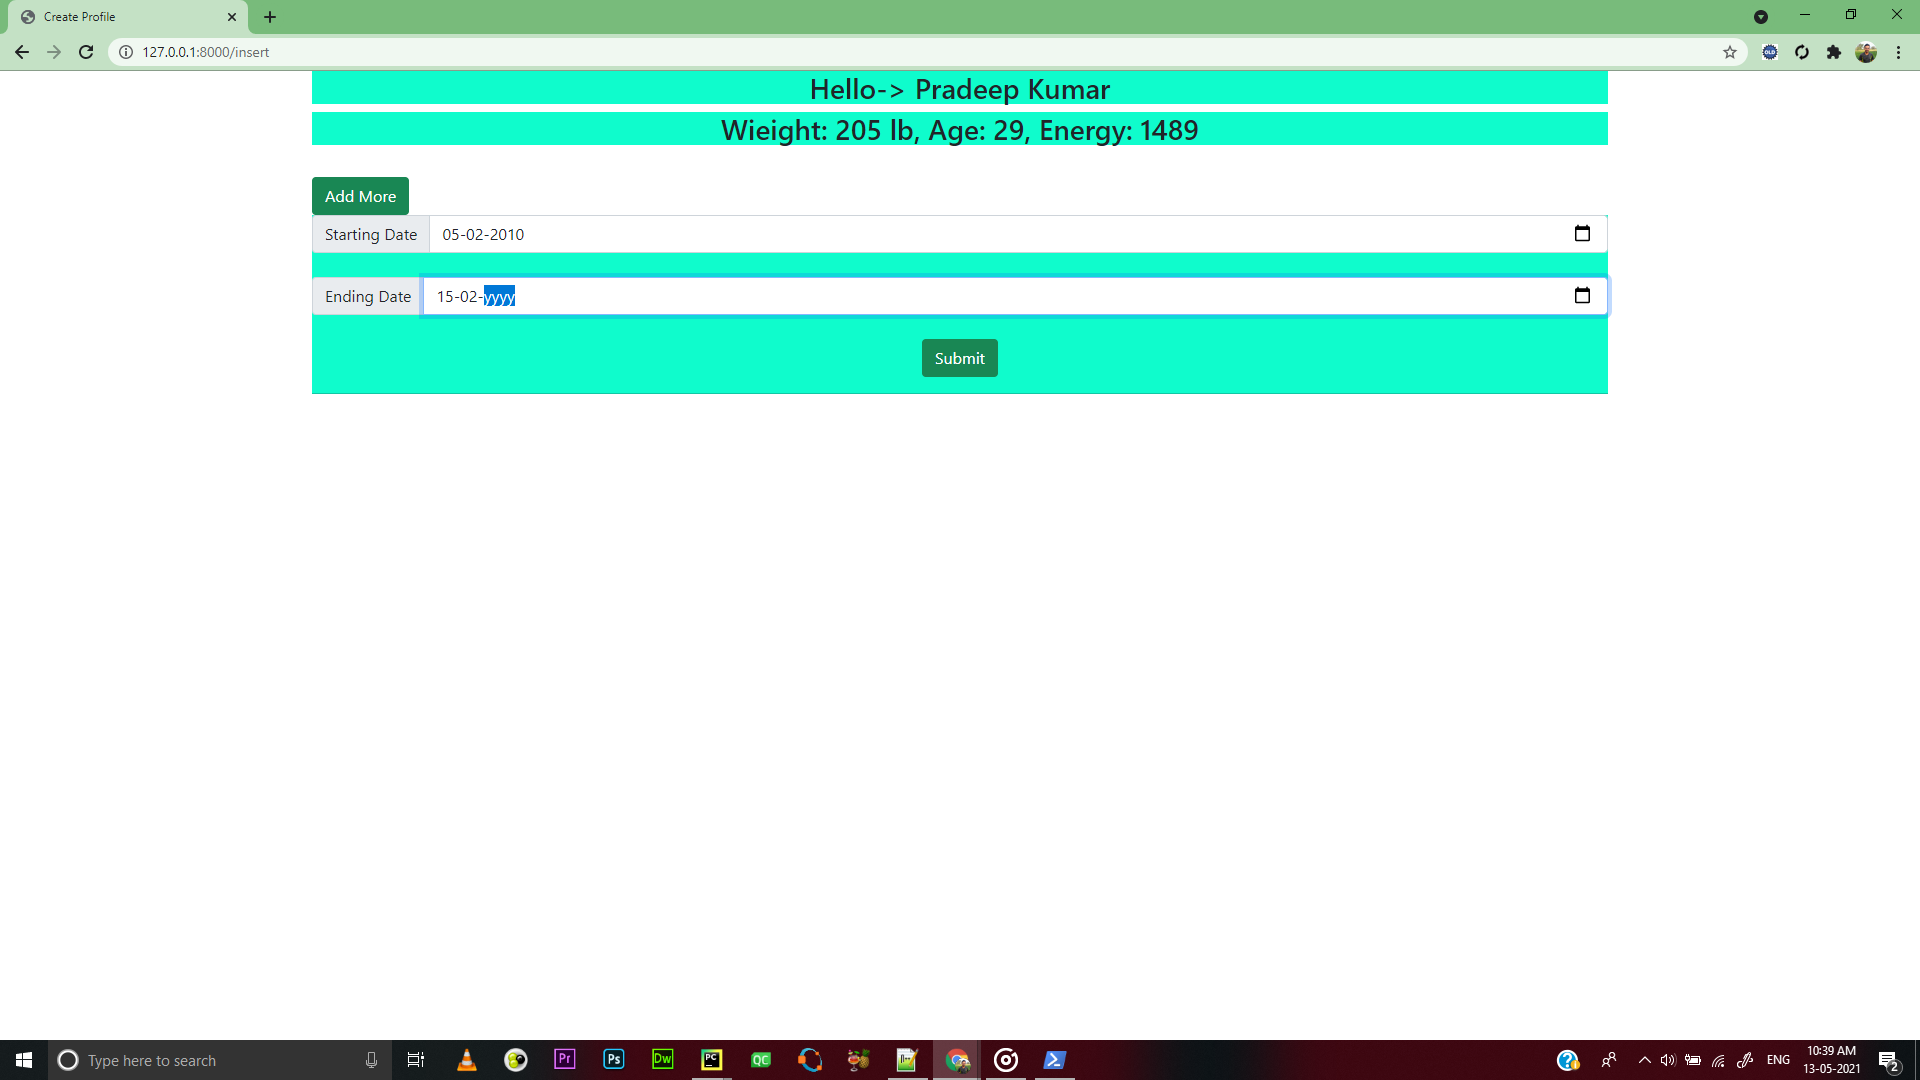 Create Profile
127.0.0.1:8000/insert
Hello-> Pradeep Kumar
Wieight: 205 lb, Age: 29, Energy: 1489
Add More
Starting Date 05-02-2010
Ending Date 15-02-yyyy
Submit
Type here to search
Pr
Ps
Dw
PC
QC
ENG
10:39 AM
13-05-2021
2